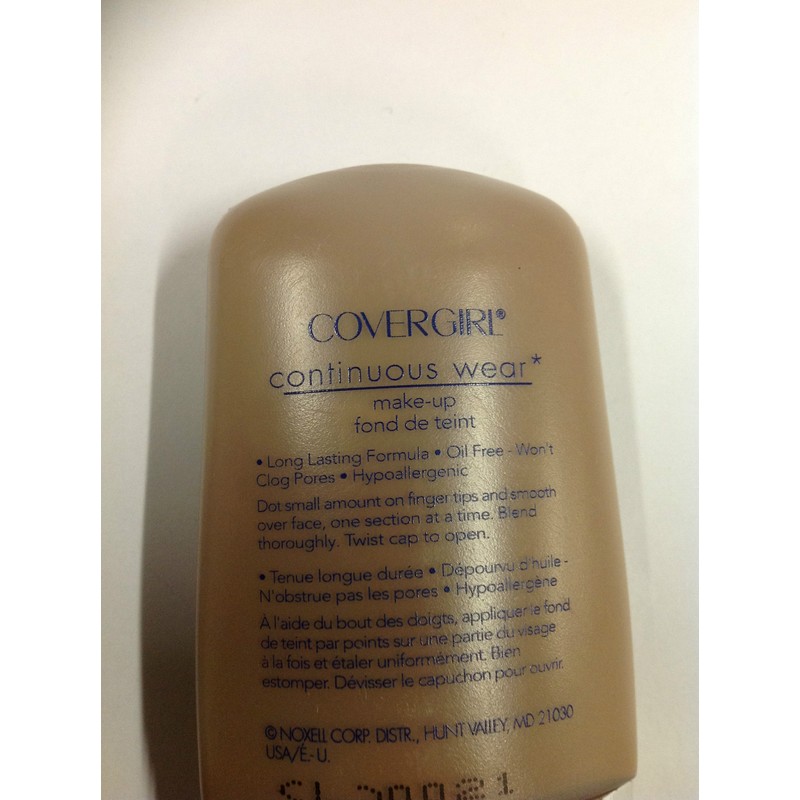 COVERGIRL®
continuous wear*
make-up
fond de teint
• Long Lasting Formula • Oil Free - Won't
Clog Pores • Hypoallergenic
Dot small amount on finger tips and smooth
over face, one section at a time. Blend
thoroughly. Twist cap to open.
• Tenue longue durée • Dépourvu d'huile -
N'obstrue pas les pores • Hypoallergène
À l'aide du bout des doigts, appliquer le fond
de teint par points sur une partie du visage
à la fois et étaler uniformément. Bien
estomper. Dévisser le capuchon pour ouvrir.
© NOXELL CORP. DISTR., HUNT VALLEY, MD 21030
USA/É.-U.